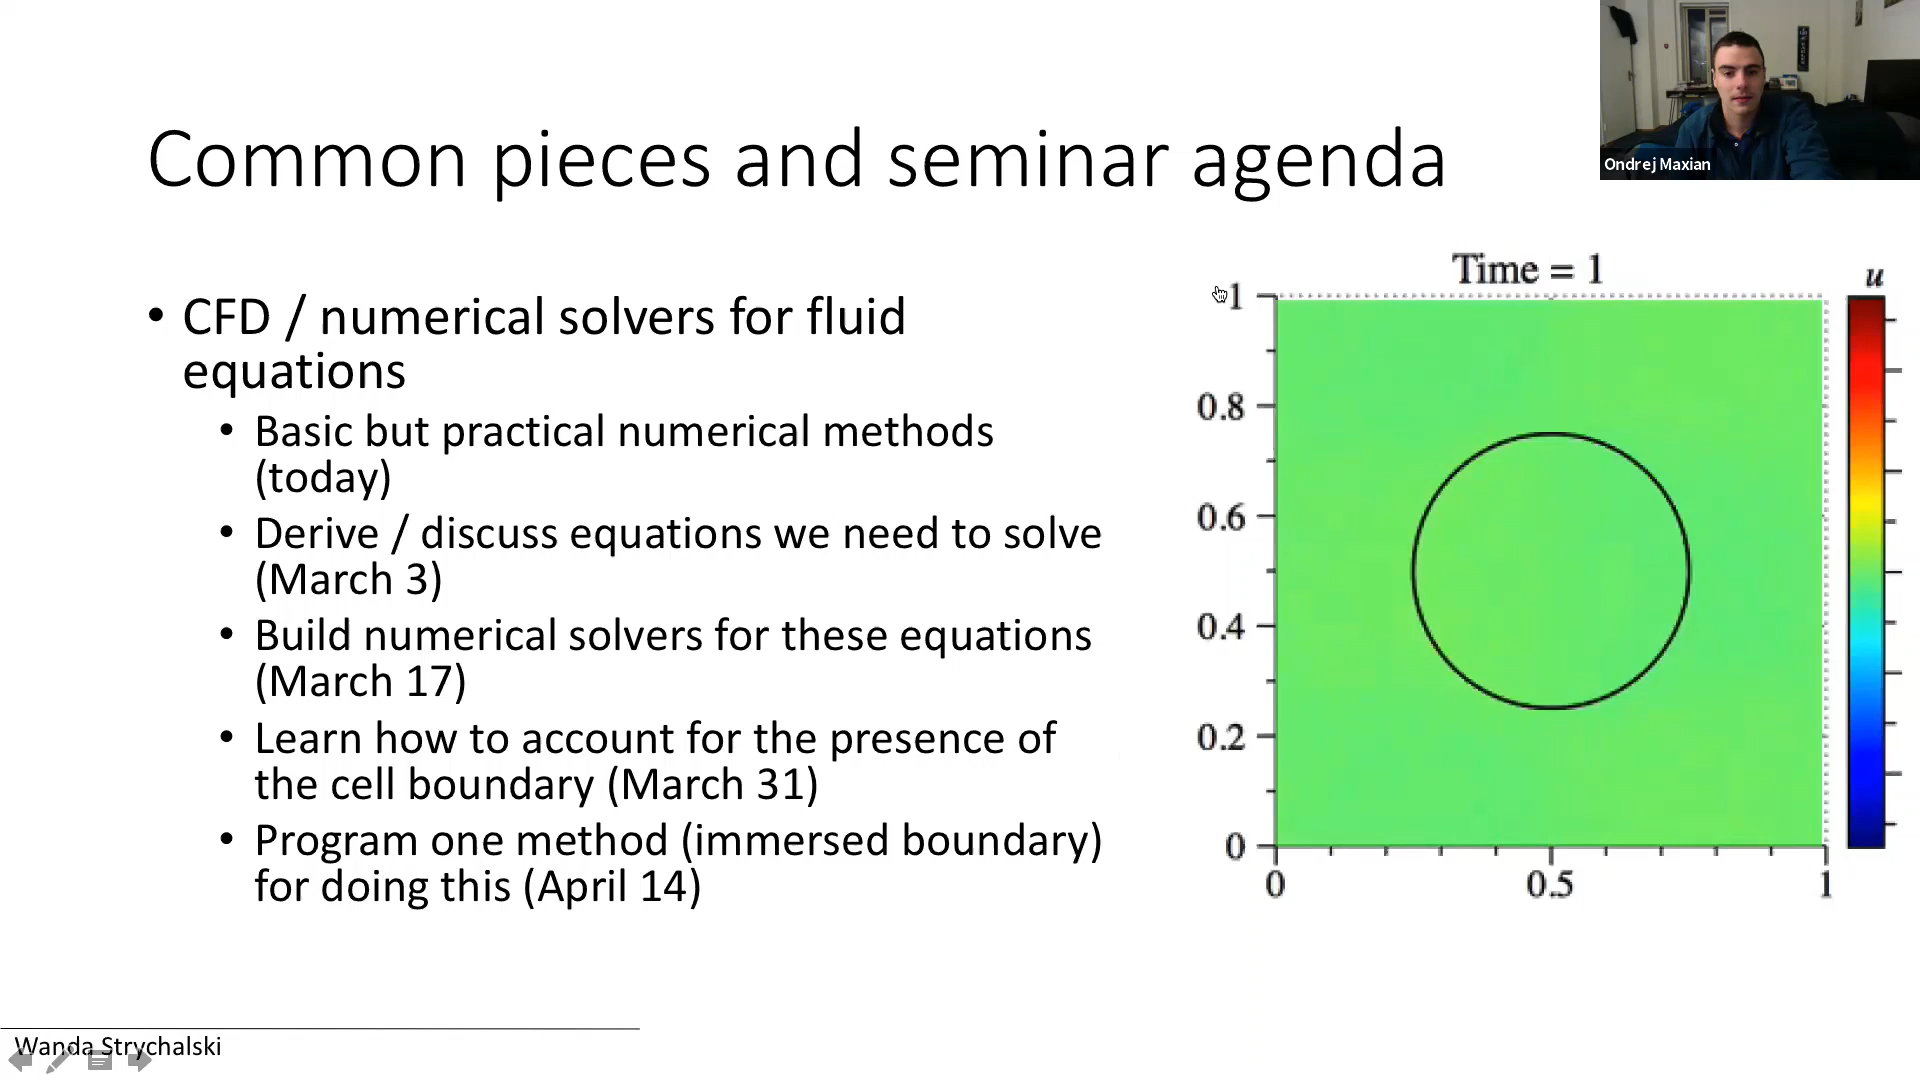 Common pieces and seminar agenda
Ondrej Maxian
• CFD / numerical solvers for fluid
equations
• Basic but practical numerical methods
(today)
• Derive / discuss equations we need to solve
(March 3)
• Build numerical solvers for these equations
(March 17)
• Learn how to account for the presence of
the cell boundary (March 31)
• Program one method (immersed boundary)
for doing this (April 14)
Time = 1
u
1
0.8
0.6
0.4
0.2
0
0 0.5 1
Wanda Strychalski